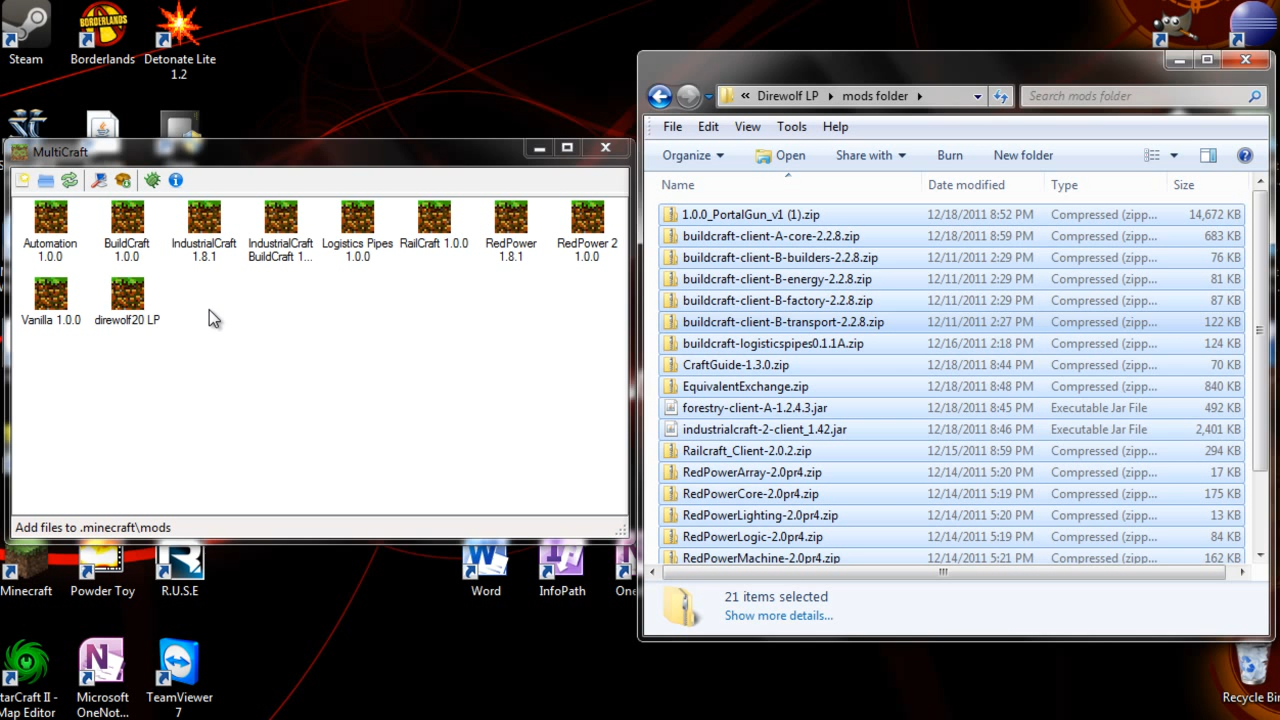 Steam
Borderlands
Detonate Lite
1.2
MultiCraft
Automation
1.0.0
BuildCraft
1.0.0
IndustrialCraft
1.8.1
IndustrialCraft
BuildCraft 1...
Logistics Pipes
1.0.0
RailCraft 1.0.0
RedPower
1.8.1
RedPower 2
1.0.0
Vanilla 1.0.0
direwolf20 LP
Add files to .minecraft\mods
Minecraft
Powder Toy
R.U.S.E
Word
InfoPath
One
tarCraft II -
Map Editor
Microsoft
OneNot...
TeamViewer
7
« Direwolf LP ▸ mods folder ▸
Search mods folder
File Edit View Tools Help
Organize Open Share with Burn New folder
Name Date modified Type Size
1.0.0_PortalGun_v1 (1).zip 12/18/2011 8:52 PM Compressed (zipp... 14,672 KB
buildcraft-client-A-core-2.2.8.zip 12/18/2011 8:59 PM Compressed (zipp... 683 KB
buildcraft-client-B-builders-2.2.8.zip 12/11/2011 2:29 PM Compressed (zipp... 76 KB
buildcraft-client-B-energy-2.2.8.zip 12/11/2011 2:29 PM Compressed (zipp... 81 KB
buildcraft-client-B-factory-2.2.8.zip 12/11/2011 2:29 PM Compressed (zipp... 87 KB
buildcraft-client-B-transport-2.2.8.zip 12/11/2011 2:27 PM Compressed (zipp... 122 KB
buildcraft-logisticspipes0.1.1A.zip 12/16/2011 2:18 PM Compressed (zipp... 124 KB
CraftGuide-1.3.0.zip 12/18/2011 8:44 PM Compressed (zipp... 70 KB
EquivalentExchange.zip 12/18/2011 8:48 PM Compressed (zipp... 840 KB
forestry-client-A-1.2.4.3.jar 12/18/2011 8:45 PM Executable Jar File 492 KB
industrialcraft-2-client_1.42.jar 12/18/2011 8:46 PM Executable Jar File 2,401 KB
Railcraft_Client-2.0.2.zip 12/15/2011 8:59 PM Compressed (zipp... 294 KB
RedPowerArray-2.0pr4.zip 12/14/2011 5:20 PM Compressed (zipp... 17 KB
RedPowerCore-2.0pr4.zip 12/14/2011 5:19 PM Compressed (zipp... 175 KB
RedPowerLighting-2.0pr4.zip 12/14/2011 5:20 PM Compressed (zipp... 13 KB
RedPowerLogic-2.0pr4.zip 12/14/2011 5:19 PM Compressed (zipp... 84 KB
RedPowerMachine-2.0pr4.zip 12/14/2011 5:21 PM Compressed (zipp... 162 KB
21 items selected
Show more details...
Recycle Bin